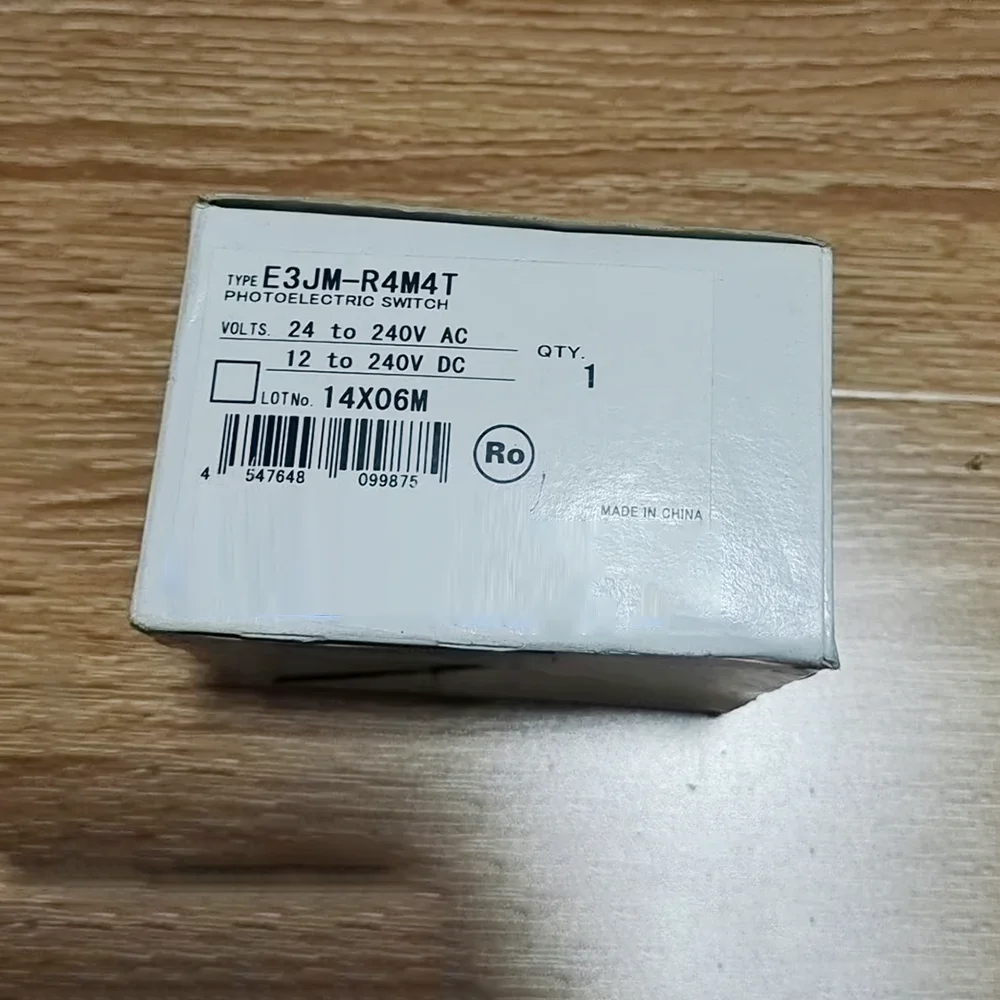 TYPE E3JM-R4M4T
PHOTOELECTRIC SWITCH
VOLTS. 24 to 240V AC
12 to 240V DC
QTY. 1
LOTNo. 14X06M
4 547648 099875
Ro
MADE IN CHINA